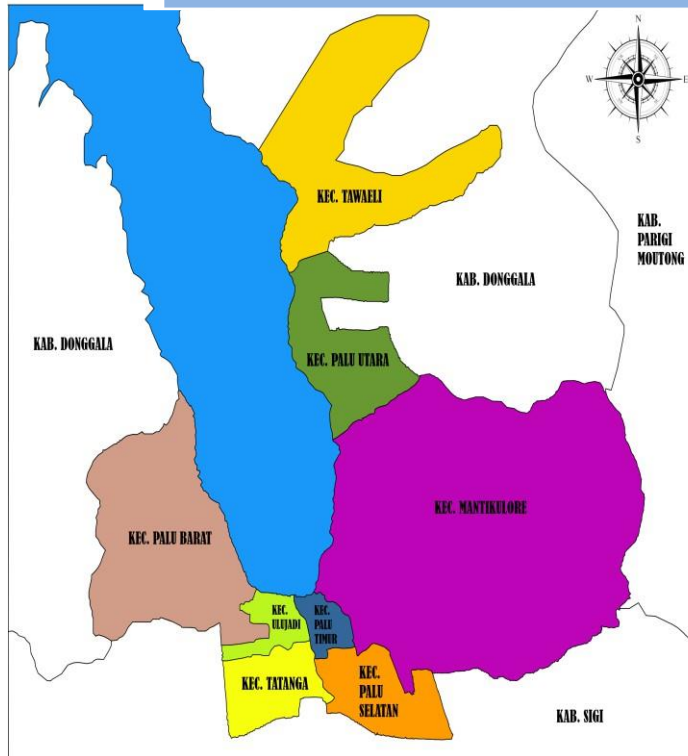 N
W
E
S
KEC. TAWAELI
KAB.
PARIGI
MOUTONG
KAB. DONGGALA
KAB. DONGGALA
KEC. PALU UTARA
KEC. MANTIKULORE
KEC. PALU BARAT
KEC.
ULUJADI
KEC.
PALU
TIMUR
KEC. TATANGA
KEC.
PALU
SELATAN
KAB. SIGI